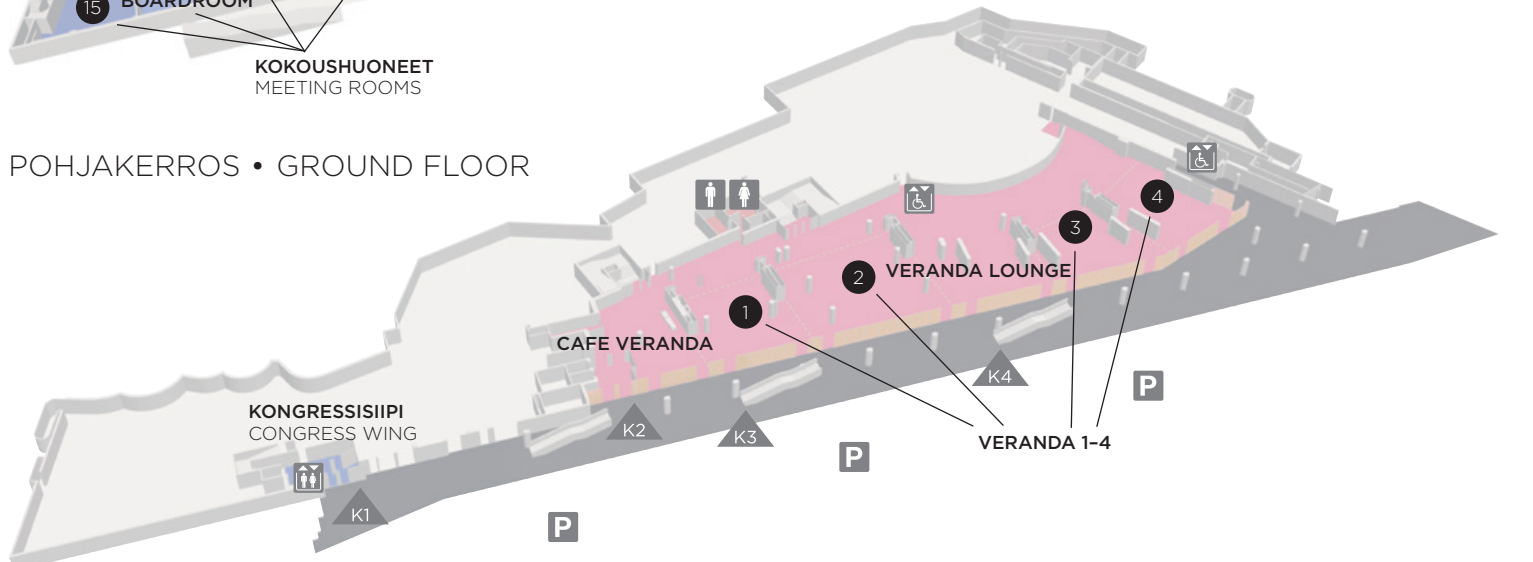 15
BOARDROOM
KOKOUSHUONEET
MEETING ROOMS
POHJAKERROS • GROUND FLOOR
4
3
2
VERANDA LOUNGE
1
CAFE VERANDA
K4
P
KONGRESSISIIPI
CONGRESS WING
K2
K3
VERANDA 1–4
P
K1
P